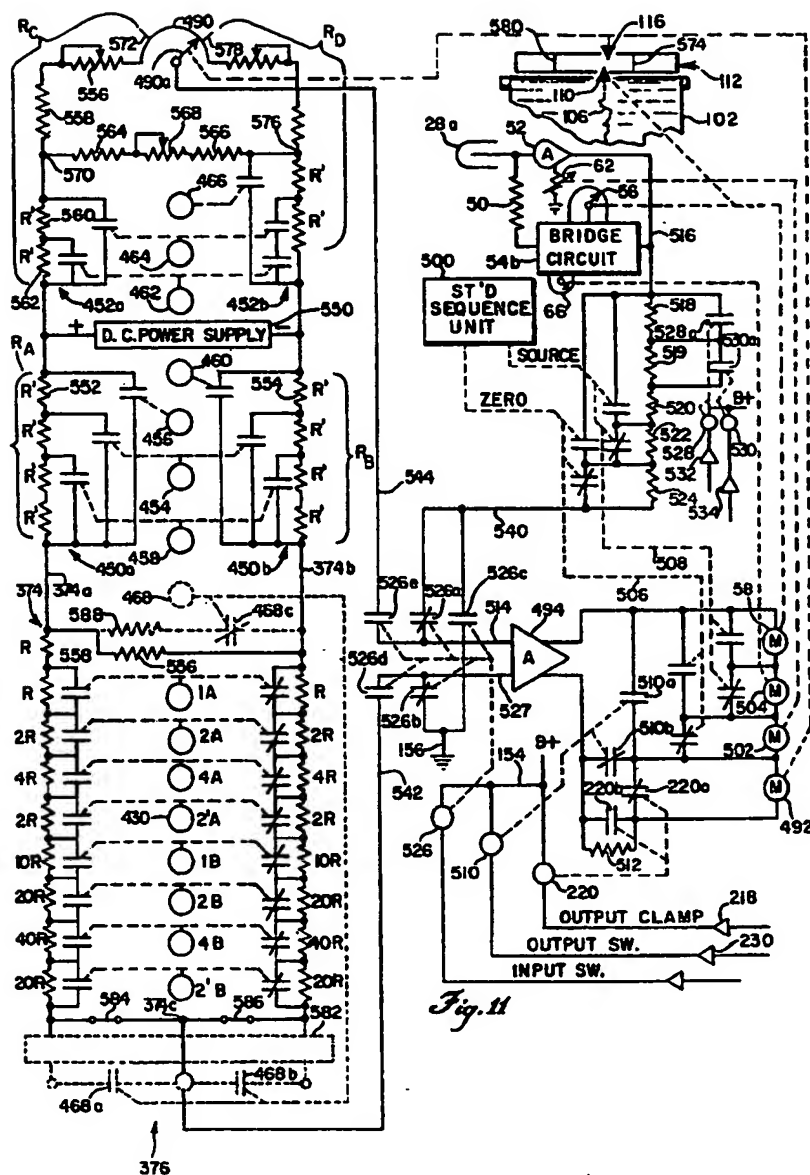 R_C 490 R_D
572 578
490a
556
558
564 568 566 576
570
466
R' R'
560
R' 464 R'
562 462
452a 452b
+ D.C. POWER SUPPLY - 550
R_A
460
R' 552 554 R'
R' 456 R'
R' 454 R'
R' 458 R'
R_B
450a 450b
374a 374b
374 468
588 468c
R 556
558
R 1A R
2R 2A 2R
4R 4A 4R
2R 430 2'A 2R
10R 1B 10R
20R 2B 20R
40R 4B 40R
20R 2'B 20R
584 374c 586
582
468a 468b
376
580 116 574
112
110
106 102
28a 52
A
62
50 56
BRIDGE CIRCUIT 516
54b
500 66
ST'D SEQUENCE UNIT
518
528a
SOURCE 519
530a
ZERO 520 B+
528 530
522
532
524 534
544
540 508
506
526e 526a 526c
514 494 58
M
526d A
510a 504
M
527
526b 510b 502
M
156 154 B+ 220b 220a
M
492
542
526 510 512
220 218
OUTPUT CLAMP
230
OUTPUT SW.
INPUT SW.
Fig. 11